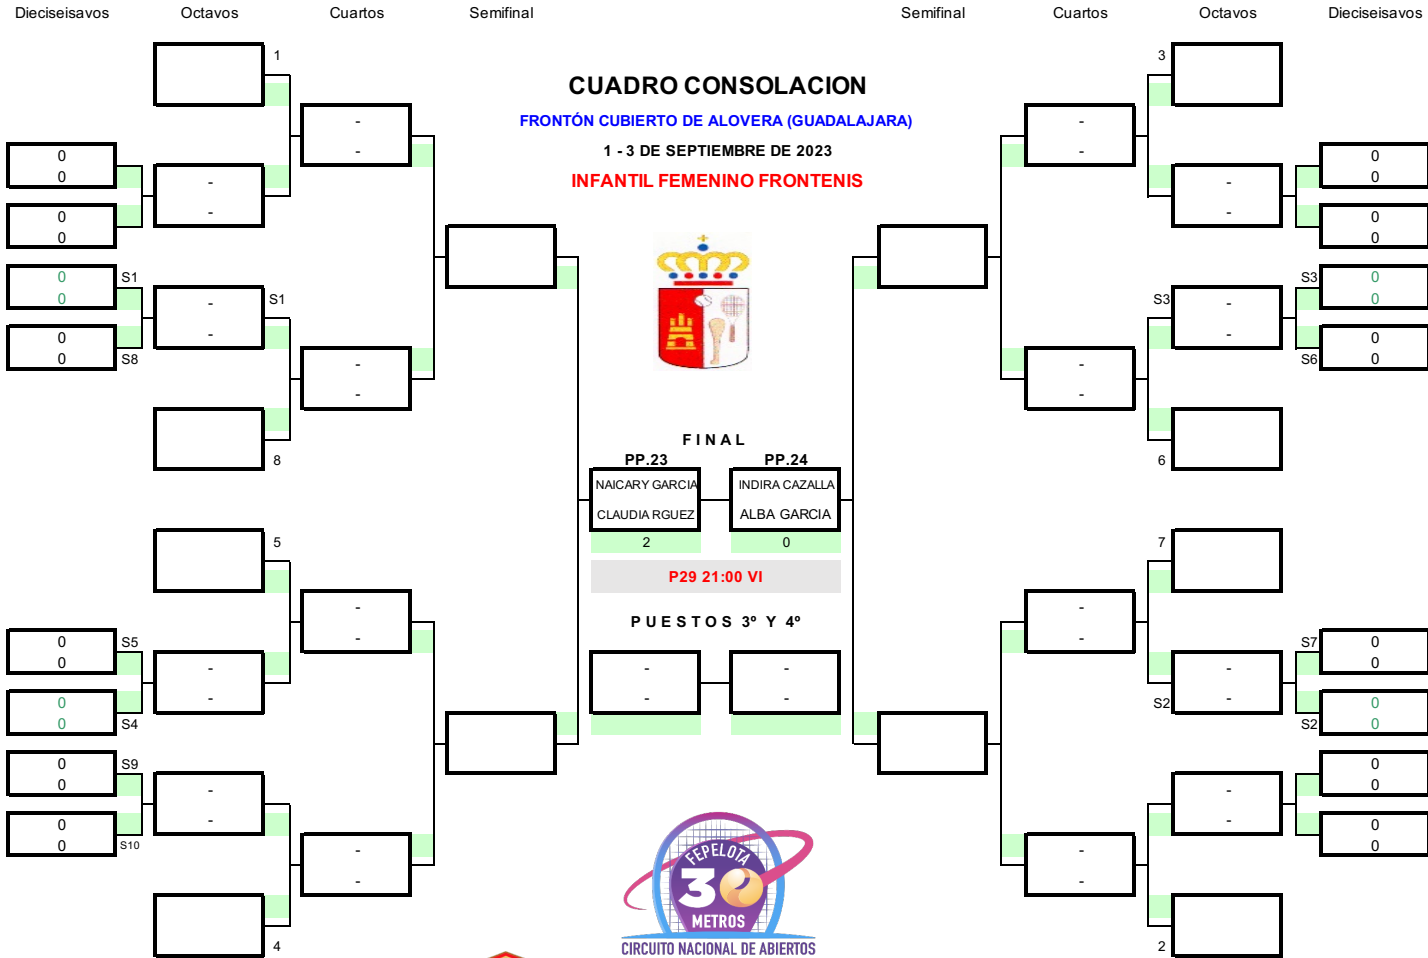 Dieciseisavos Octavos Cuartos Semifinal Semifinal Cuartos Octavos Dieciseisavos
1 3
CUADRO CONSOLACION
FRONTÓN CUBIERTO DE ALOVERA (GUADALAJARA)
- -
1 - 3 DE SEPTIEMBRE DE 2023
- -
0 0
0 0
INFANTIL FEMENINO FRONTENIS
- -
- -
0 0
0 0
0 S1 S3 0
0 - S1 S3 - 0
- -
0 0
0 S8 S6 0
- -
- -
FINAL
8 PP.23 PP.24 6
NAICARY GARCIA INDIRA CAZALLA
CLAUDIA RGUEZ ALBA GARCIA
5 2 0 7
P29 21:00 VI
- -
PUESTOS 3º Y 4º
- -
0 S5 S7 0
0 - - - - 0
0 - - - S2 - 0
0 S4 S2 0
0 S9 0
0 - - 0
- -
0 0
0 S10 0
- -
- -
FEPELOTA
30
METROS
4 CIRCUITO NACIONAL DE ABIERTOS 2